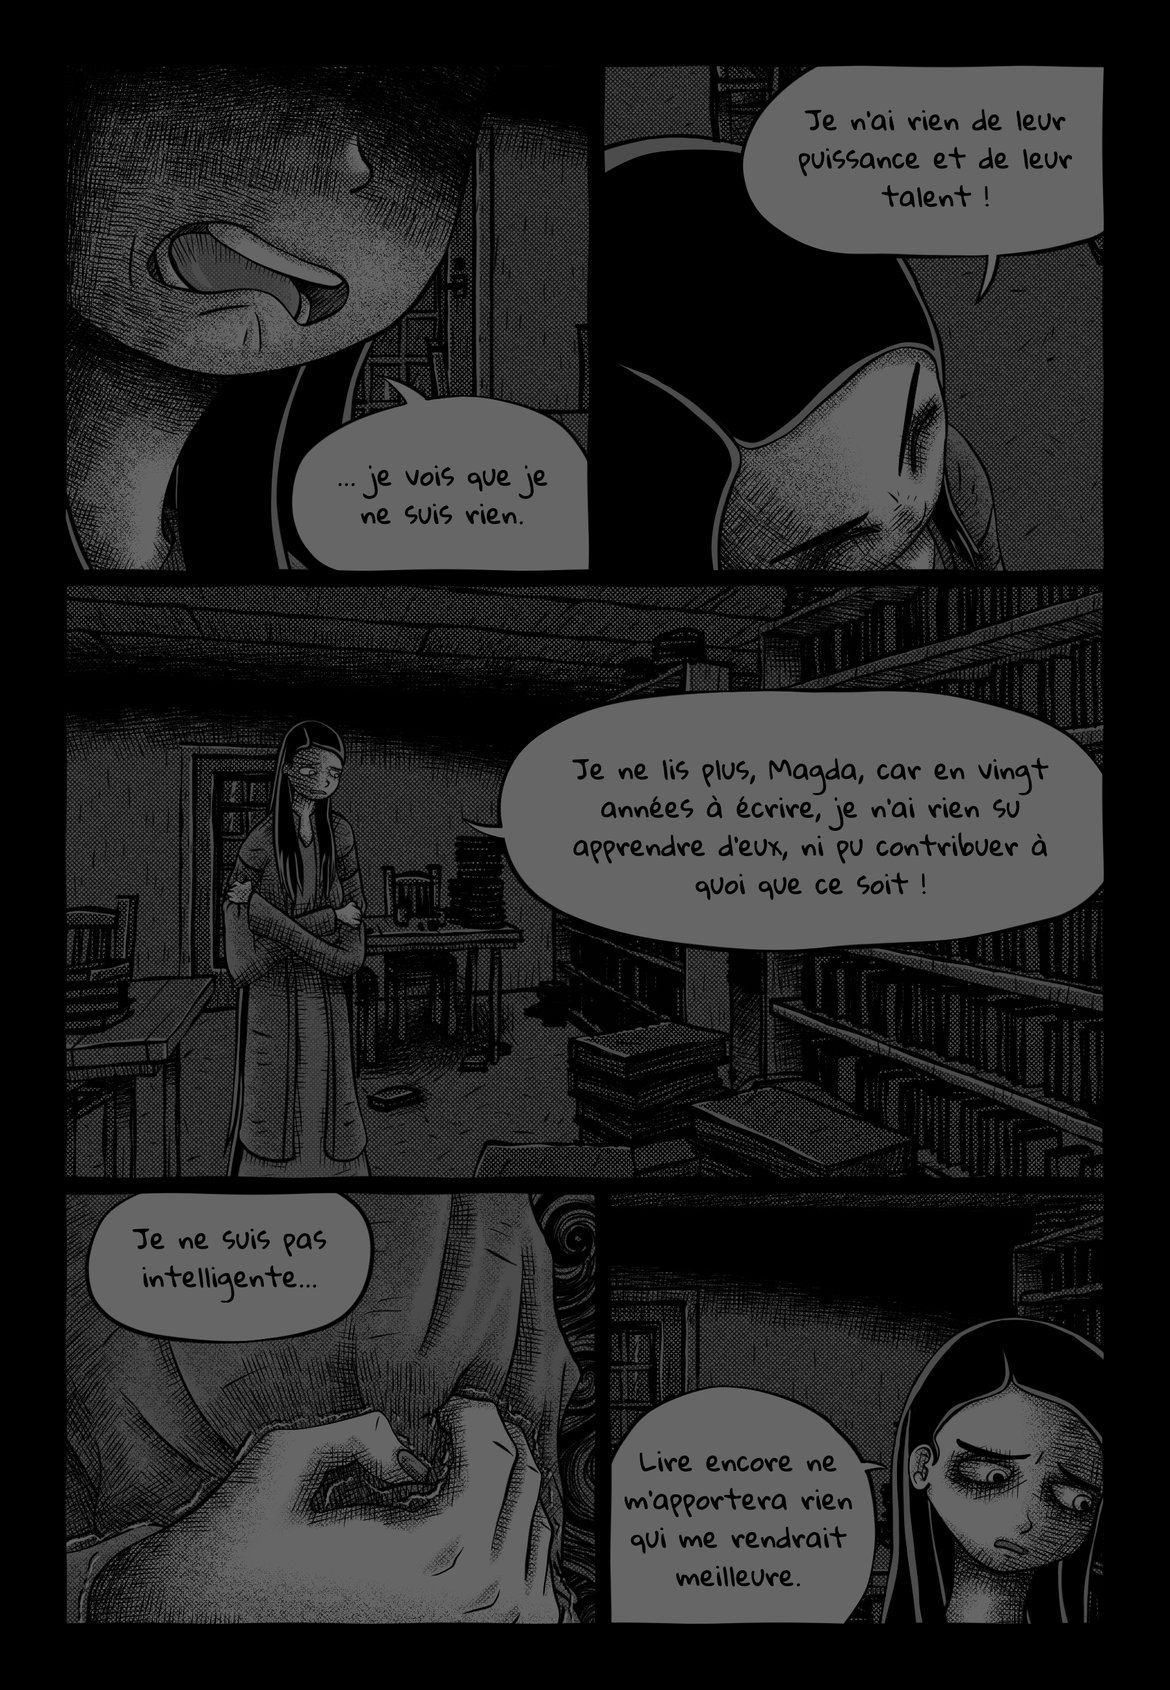 ... je vois que je
ne suis rien.
Je n'ai rien de leur
puissance et de leur
talent !
Je ne lis plus, Magda, car en vingt
années à écrire, je n'ai rien su
apprendre d'eux, ni pu contribuer à
quoi que ce soit !
Je ne suis pas
intelligente...
Lire encore ne
m'apportera rien
qui me rendrait
meilleure.